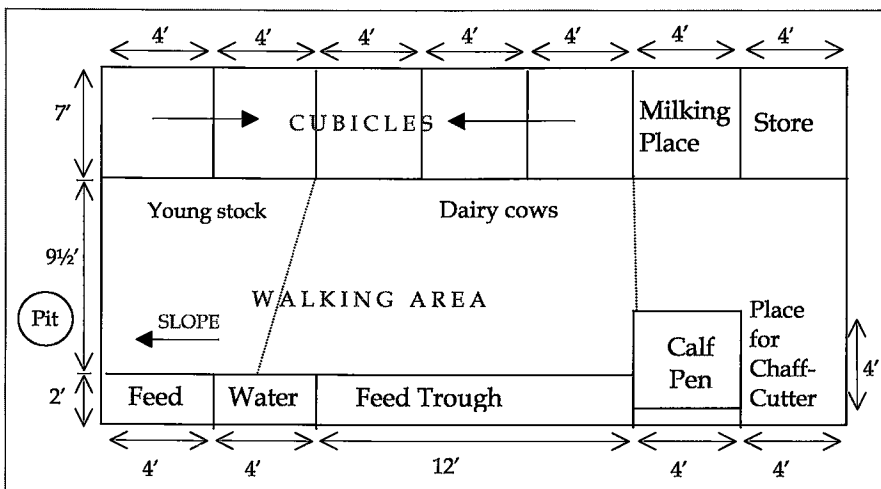 4' 4' 4' 4' 4' 4' 4'
7'
CUBICLES
Milking
Place
Store
Young stock
Dairy cows
9½'
WALKING AREA
Pit
SLOPE
Calf
Pen
Place
for
Chaff-
Cutter
4'
2'
Feed
Water
Feed Trough
4' 4' 12' 4' 4'